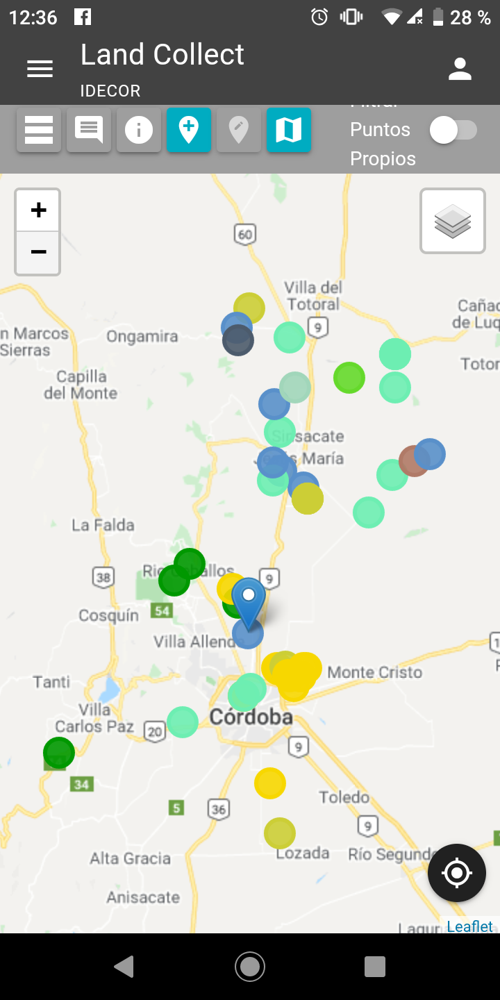 12:36
28 %
Land Collect
IDECOR
Filtrar
Puntos
Propios
+
−
60
Villa del
Totoral
9
Cañad
de Luq
n Marcos
Sierras
Ongamira
Totor
Capilla
del Monte
Sinsacate
Jesús María
La Falda
38
Río Ceballos
9
54
Cosquín
Villa Allende
Monte Cristo
Tanti
Villa
Carlos Paz
Córdoba
20
9
34
5
36
Toledo
9
Alta Gracia
Lozada
Río Segundo
Anisacate
Leaflet